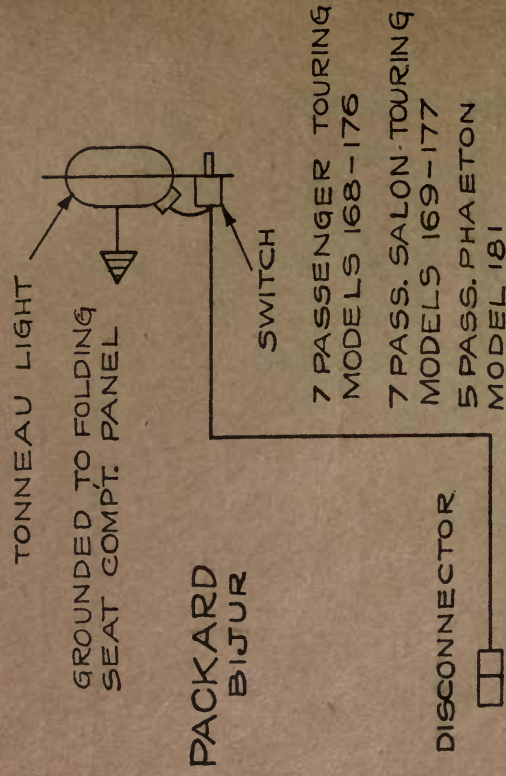 TONNEAU LIGHT
GROUNDED TO FOLDING
SEAT COMP'T. PANEL
SWITCH
PACKARD
BIJUR
7 PASSENGER TOURING
MODELS 168-176
7 PASS. SALON-TOURING
MODELS 169-177
5 PASS. PHAETON
MODEL 181
DISCONNECTOR